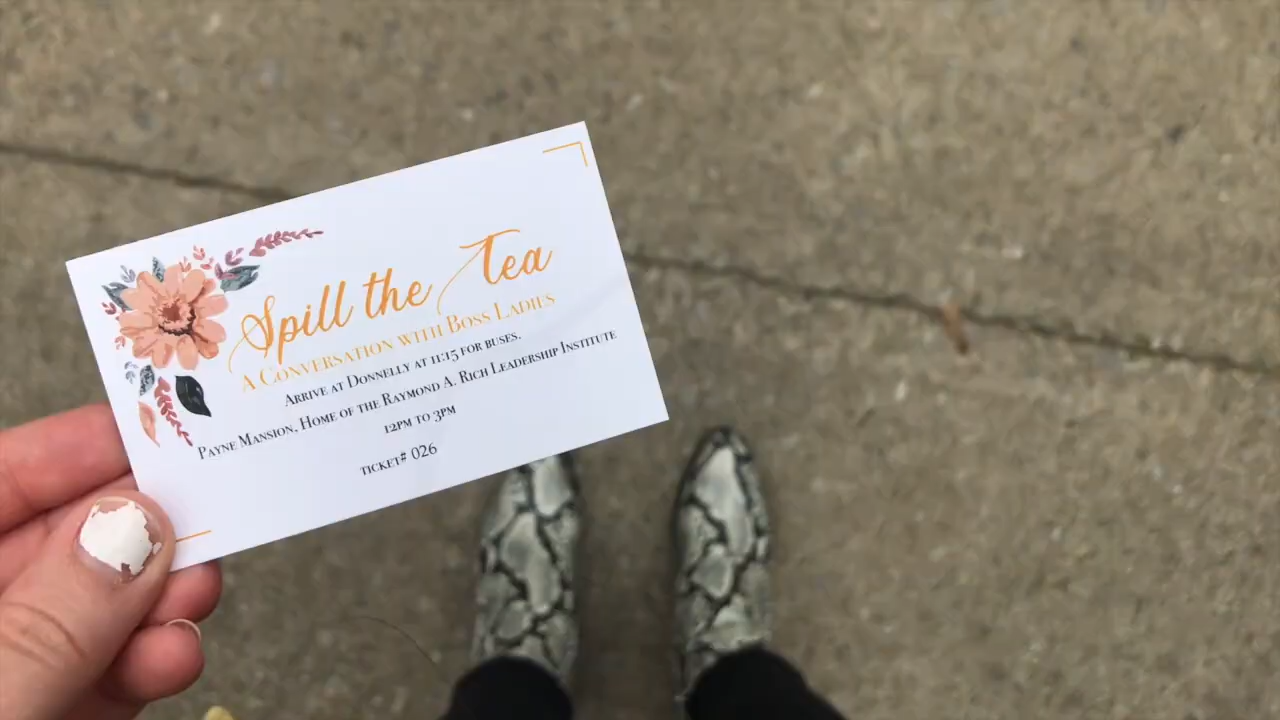 Spill the Tea
A Conversation with Boss Ladies
Arrive at Donnelly at 11:15 for buses.
Payne Mansion, Home of the Raymond A. Rich Leadership Institute
12pm to 3pm
ticket# 026